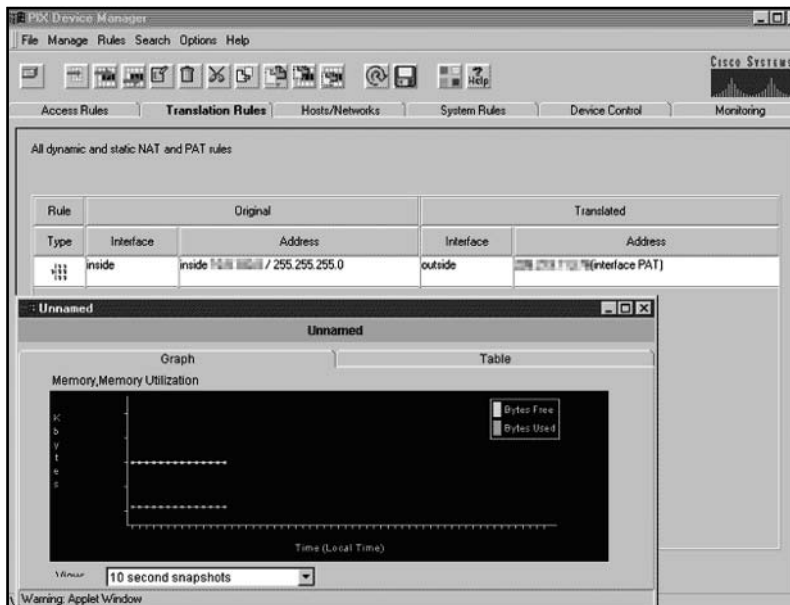 PIX Device Manager
File Manage Rules Search Options Help
Help
CISCO SYSTEMS
Access Rules Translation Rules Hosts/Networks System Rules Device Control Monitoring
All dynamic and static NAT and PAT rules
Rule Original Translated
Type Interface Address Interface Address
inside inside / 255.255.255.0 outside (interface PAT)
Unnamed
Unnamed
Graph Table
Memory,Memory Utilization
Kbytes
Bytes Free
Bytes Used
Time (Local Time)
View: 10 second snapshots
Warning: Applet Window